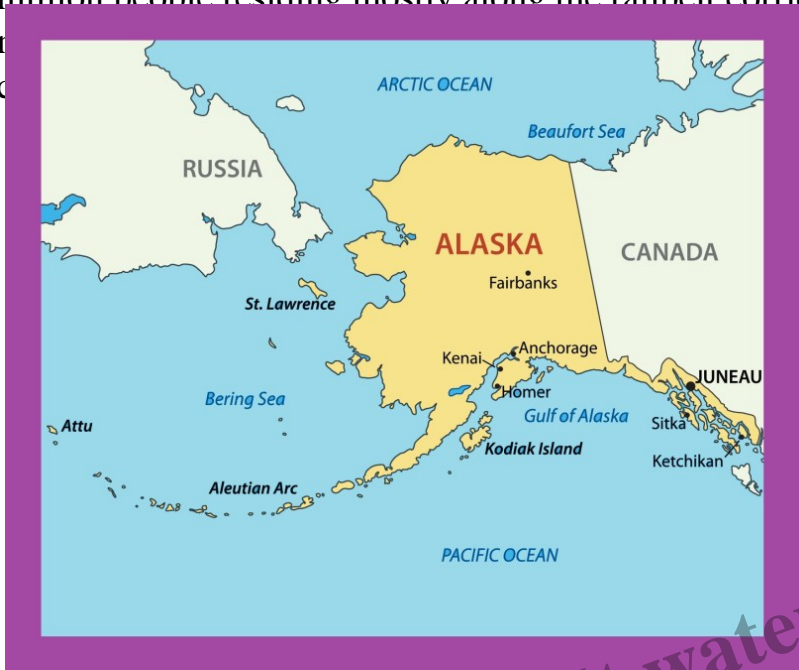 ARCTIC OCEAN
Beaufort Sea
RUSSIA
ALASKA
CANADA
Fairbanks
St. Lawrence
Anchorage
Kenai
JUNEAU
Homer
Bering Sea
Gulf of Alaska
Sitka
Attu
Kodiak Island
Ketchikan
Aleutian Arc
PACIFIC OCEAN